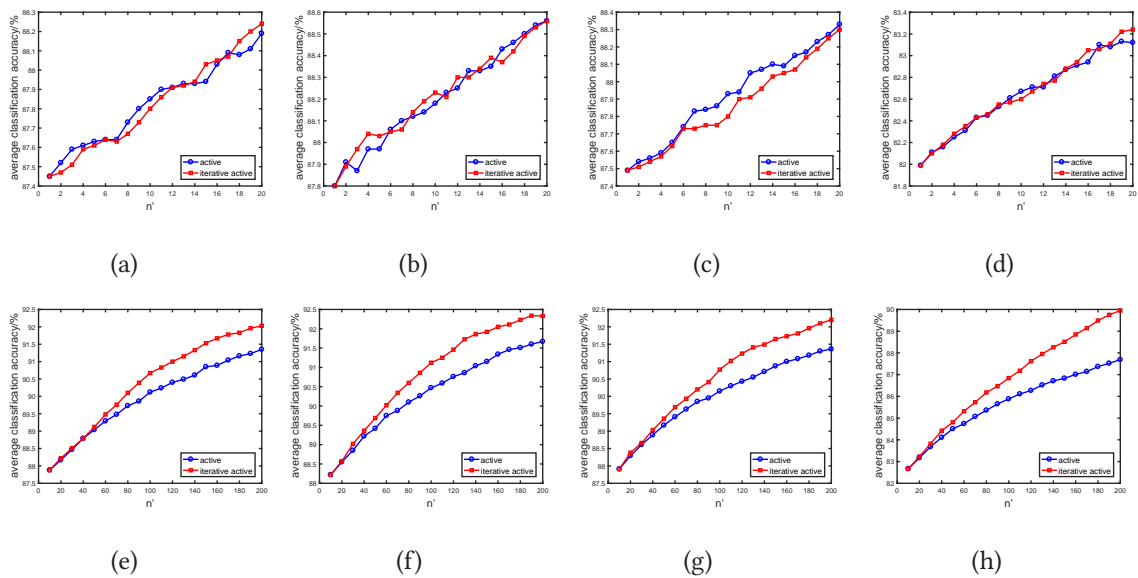 average classification accuracy/%
88.3
88.2
88.1
88
87.9
87.8
87.7
87.6
87.5
87.4
active
iterative active
0 2 4 6 8 10 12 14 16 18 20
n'
(a)
average classification accuracy/%
88.6
88.5
88.4
88.3
88.2
88.1
88
87.9
87.8
active
iterative active
0 2 4 6 8 10 12 14 16 18 20
n'
(b)
average classification accuracy/%
88.4
88.3
88.2
88.1
88
87.9
87.8
87.7
87.6
87.5
87.4
active
iterative active
0 2 4 6 8 10 12 14 16 18 20
n'
(c)
average classification accuracy/%
83.4
83.2
83
82.8
82.6
82.4
82.2
82
81.8
active
iterative active
0 2 4 6 8 10 12 14 16 18 20
n'
(d)
average classification accuracy/%
92.5
92
91.5
91
90.5
90
89.5
89
88.5
88
87.5
active
iterative active
0 20 40 60 80 100 120 140 160 180 200
n'
(e)
average classification accuracy/%
92.5
92
91.5
91
90.5
90
89.5
89
88.5
88
active
iterative active
0 20 40 60 80 100 120 140 160 180 200
n'
(f)
average classification accuracy/%
92.5
92
91.5
91
90.5
90
89.5
89
88.5
88
87.5
active
iterative active
0 20 40 60 80 100 120 140 160 180 200
n'
(g)
average classification accuracy/%
90
89
88
87
86
85
84
83
82
active
iterative active
0 20 40 60 80 100 120 140 160 180 200
n'
(h)